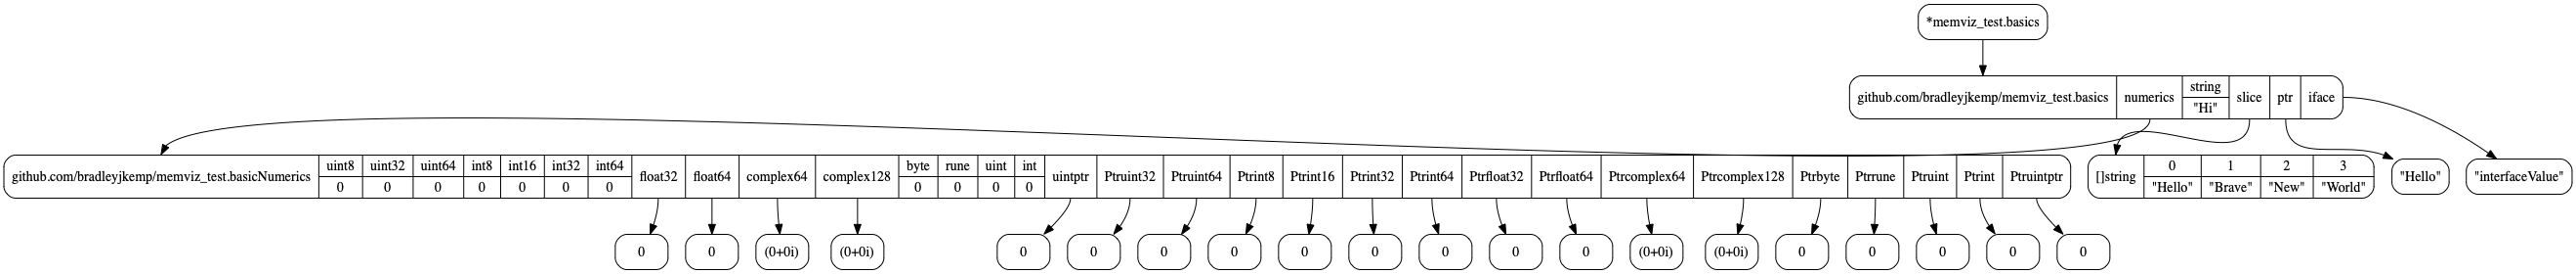 *memviz_test.basics
github.com/bradleyjkemp/memviz_test.basics numerics string "Hi" slice ptr iface
github.com/bradleyjkemp/memviz_test.basicNumerics uint8 0 uint32 0 uint64 0 int8 0 int16 0 int32 0 int64 0 float32 float64 complex64 complex128 byte 0 rune 0 uint 0 int 0 uintptr Ptruint32 Ptruint64 Ptrint8 Ptrint16 Ptrint32 Ptrint64 Ptrfloat32 Ptrfloat64 Ptrcomplex64 Ptrcomplex128 Ptrbyte Ptrrune Ptruint Ptrint Ptruintptr
[]string 0 "Hello" 1 "Brave" 2 "New" 3 "World"
"Hello"
"interfaceValue"
0 0 (0+0i) (0+0i) 0 0 0 0 0 0 0 0 0 (0+0i) (0+0i) 0 0 0 0 0